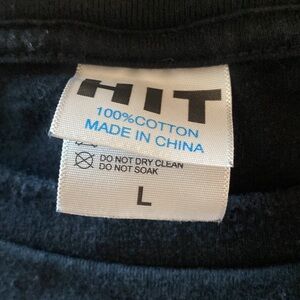 HIT
100%COTTON
MADE IN CHINA
DO NOT DRY CLEAN
DO NOT SOAK
L